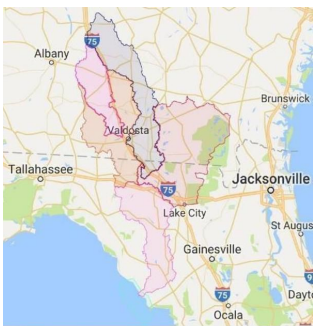 75
Albany
Brunswick
Valdosta
Tallahassee
75
Jacksonville
Lake City
St Augus
Gainesville
75
Dayto
Ocala